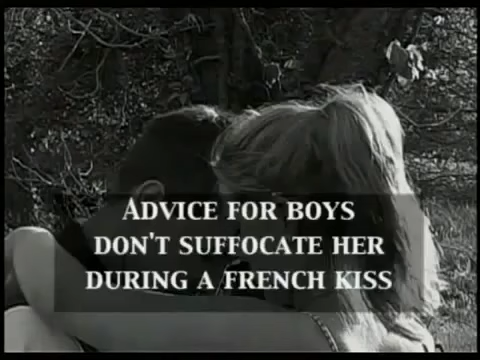 ADVICE FOR BOYS
DON'T SUFFOCATE HER
DURING A FRENCH KISS